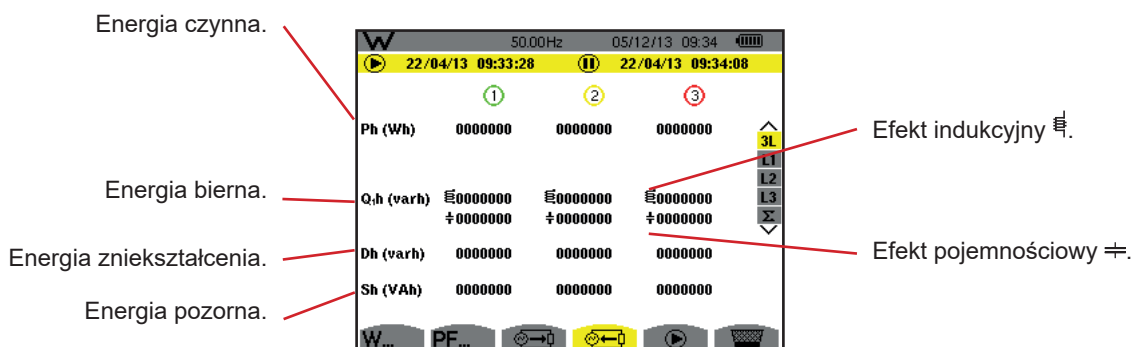 Energia czynna.
W 50.00Hz 05/12/13 09:34
22/04/13 09:33:28 22/04/13 09:34:08
1 2 3
Ph (Wh) 0000000 0000000 0000000
3L
L1
L2
L3
Σ
Efekt indukcyjny .
Energia bierna.
Q₁h (varh) 0000000 0000000 0000000
0000000 0000000 0000000
Efekt pojemnościowy .
Energia zniekształcenia.
Dh (varh) 0000000 0000000 0000000
Energia pozorna.
Sh (VAh) 0000000 0000000 0000000
W... PF...